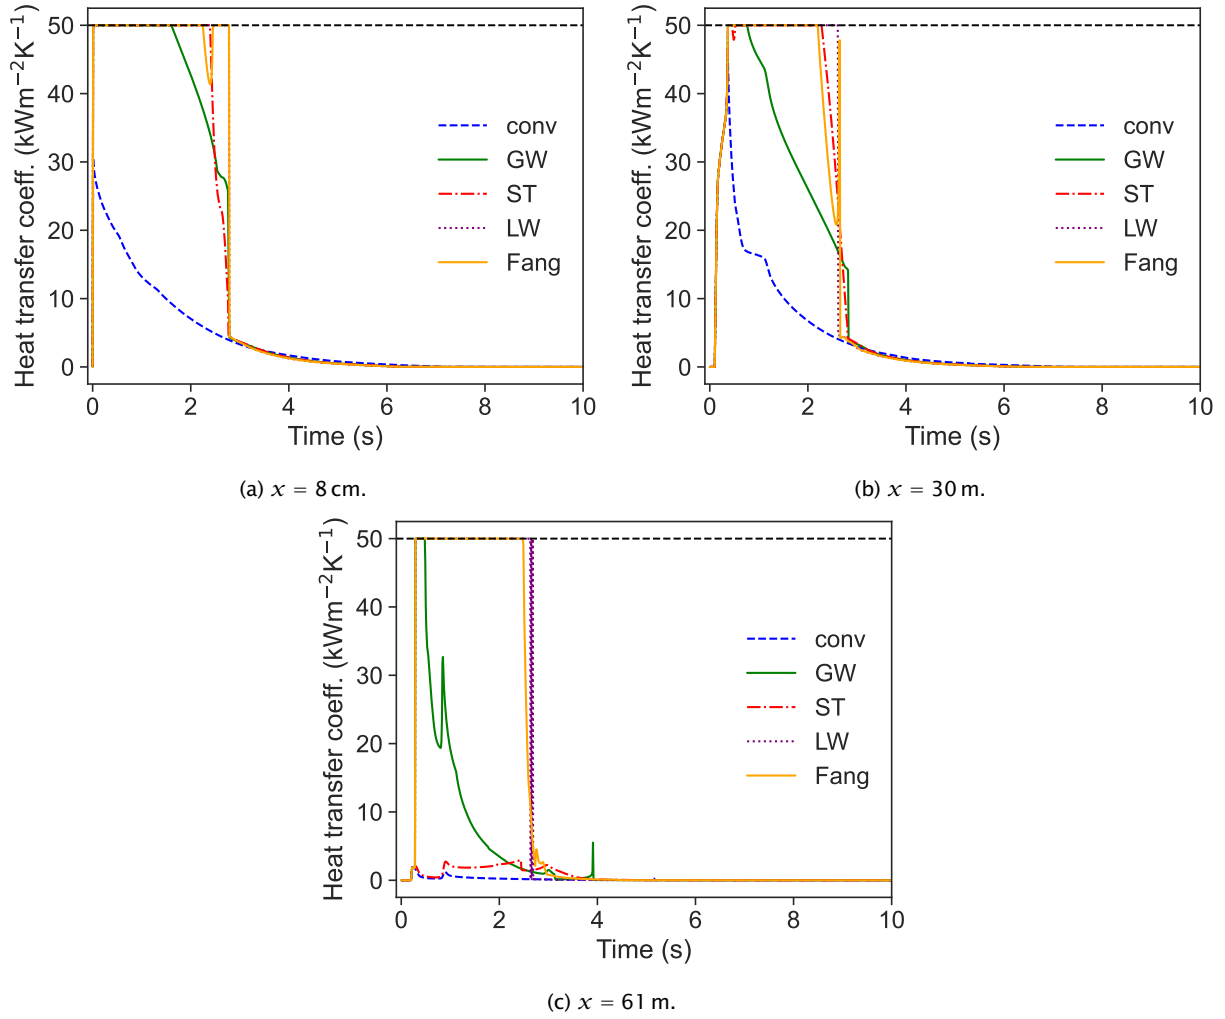 Heat transfer coeff. (kWm−2K−1)
50
40
30
20
10
0
conv
GW
ST
LW
Fang
0 2 4 6 8 10
Time (s)
(a) x = 8 cm.
Heat transfer coeff. (kWm−2K−1)
50
40
30
20
10
0
conv
GW
ST
LW
Fang
0 2 4 6 8 10
Time (s)
(b) x = 30 m.
Heat transfer coeff. (kWm−2K−1)
50
40
30
20
10
0
conv
GW
ST
LW
Fang
0 2 4 6 8 10
Time (s)
(c) x = 61 m.